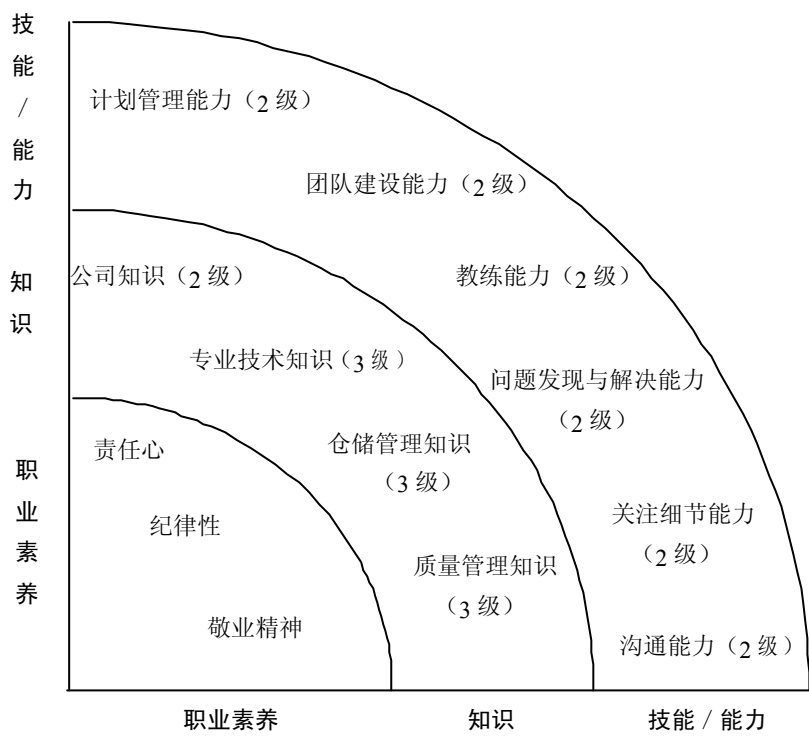 技能/能力
计划管理能力（2 级）
团队建设能力（2 级）
教练能力（2 级）
问题发现与解决能力
（2 级）
关注细节能力
（2 级）
沟通能力（2 级）
知识
公司知识（2 级）
专业技术知识（3 级）
仓储管理知识
（3 级）
质量管理知识
（3 级）
职业素养
责任心
纪律性
敬业精神
职业素养
知识
技能/能力